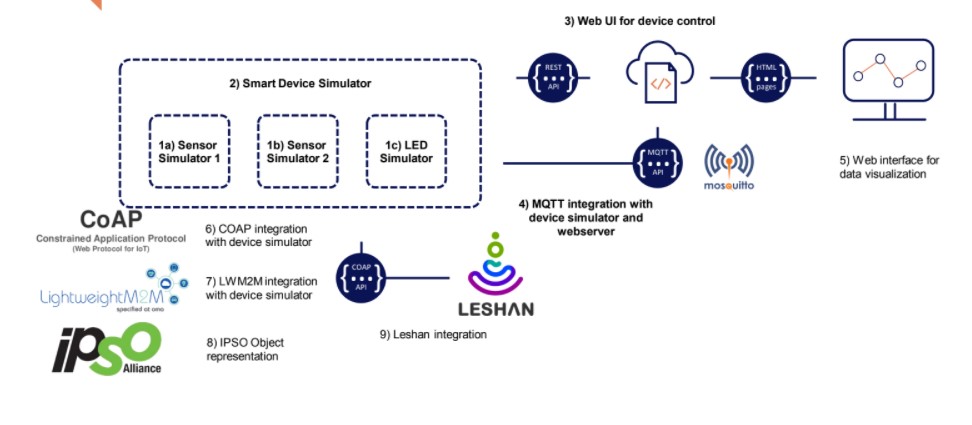 3) Web UI for device control
2) Smart Device Simulator
1a) Sensor
Simulator 1
1b) Sensor
Simulator 2
1c) LED
Simulator
REST
{ ••• }
API
</>
HTML
{ ••• }
pages
MQTT
{ ••• }
API
mosquitto
5) Web interface for
data visualization
4) MQTT integration with
device simulator and
webserver
CoAP
Constrained Application Protocol
(Web Protocol for IoT)
6) COAP integration
with device simulator
COAP
{ ••• }
API
LightweightM2M
specified at oma
7) LWM2M integration
with device simulator
LESHAN
9) Leshan integration
ipso
Alliance
8) IPSO Object
representation